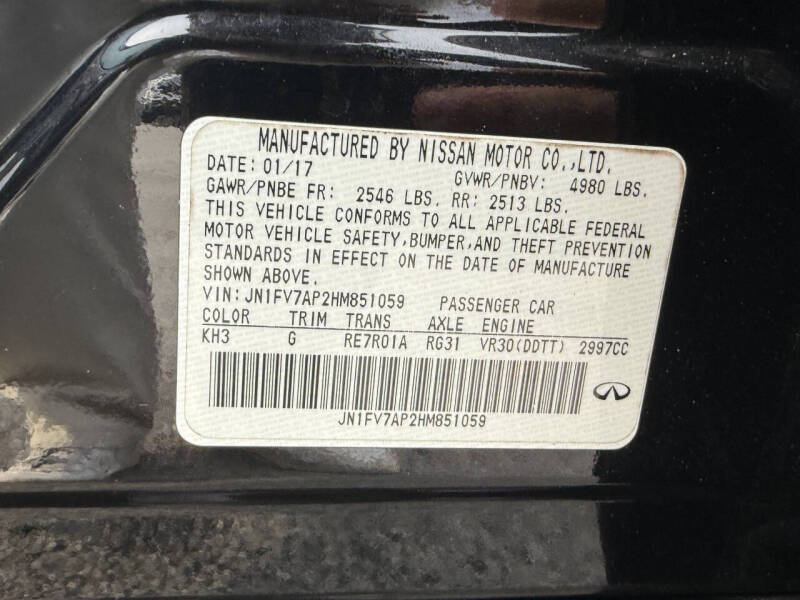 MANUFACTURED BY NISSAN MOTOR CO.,LTD.
DATE: 01/17 GVWR/PNBV: 4980 LBS.
GAWR/PNBE FR: 2546 LBS. RR: 2513 LBS.
THIS VEHICLE CONFORMS TO ALL APPLICABLE FEDERAL
MOTOR VEHICLE SAFETY,BUMPER,AND THEFT PREVENTION
STANDARDS IN EFFECT ON THE DATE OF MANUFACTURE
SHOWN ABOVE.
VIN: JN1FV7AP2HM851059 PASSENGER CAR
COLOR TRIM TRANS AXLE ENGINE
KH3 G RE7R01A RG31 VR30(DDTT) 2997CC
JN1FV7AP2HM851059